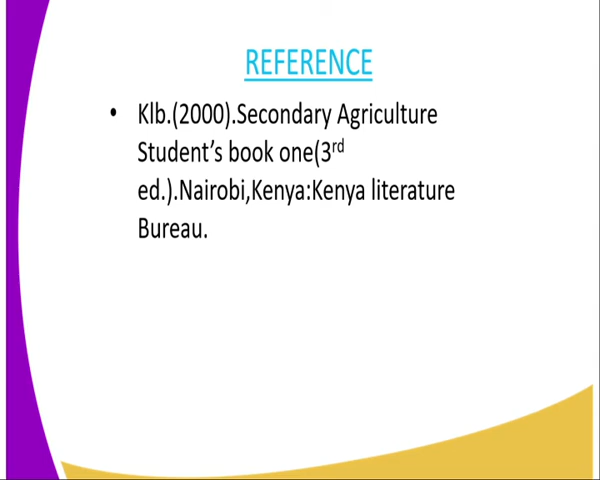 REFERENCE
• Klb.(2000).Secondary Agriculture
Student’s book one(3rd
ed.).Nairobi,Kenya:Kenya literature
Bureau.